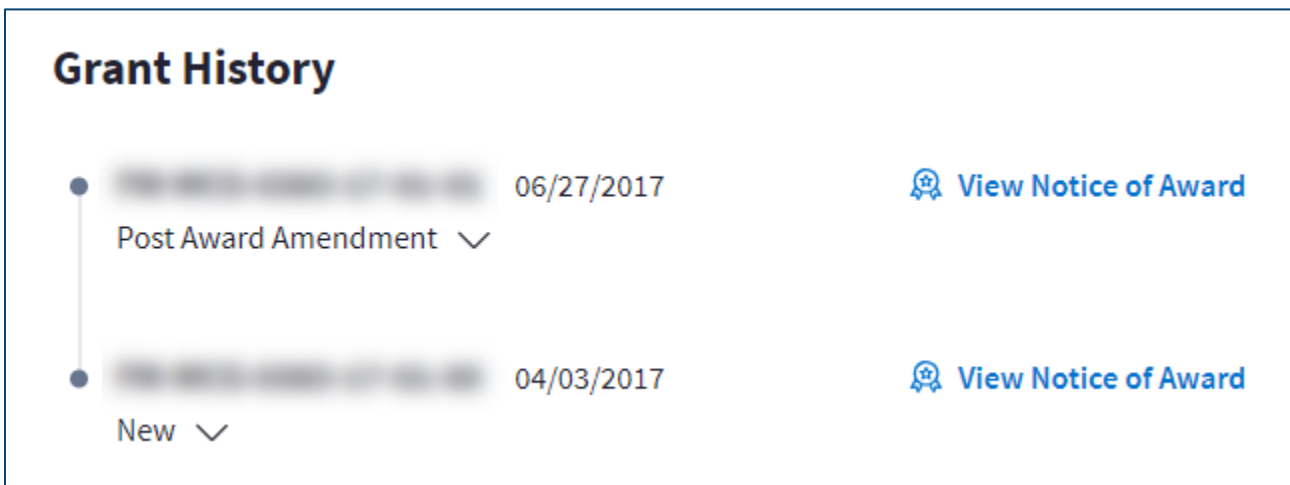 Grant History
06/27/2017 View Notice of Award
Post Award Amendment
04/03/2017 View Notice of Award
New